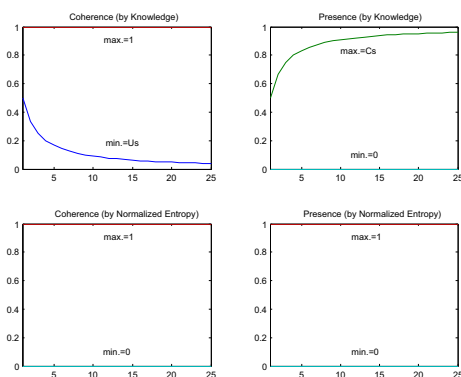 Coherence (by Knowledge)
1
0.8
0.6
0.4
0.2
0
max.=1
min.=Us
5 10 15 20 25
Presence (by Knowledge)
1
0.8
0.6
0.4
0.2
0
max.=Cs
min.=0
5 10 15 20 25
Coherence (by Normalized Entropy)
1
0.8
0.6
0.4
0.2
0
max.=1
min.=0
5 10 15 20 25
Presence (by Normalized Entropy)
1
0.8
0.6
0.4
0.2
0
max.=1
min.=0
5 10 15 20 25